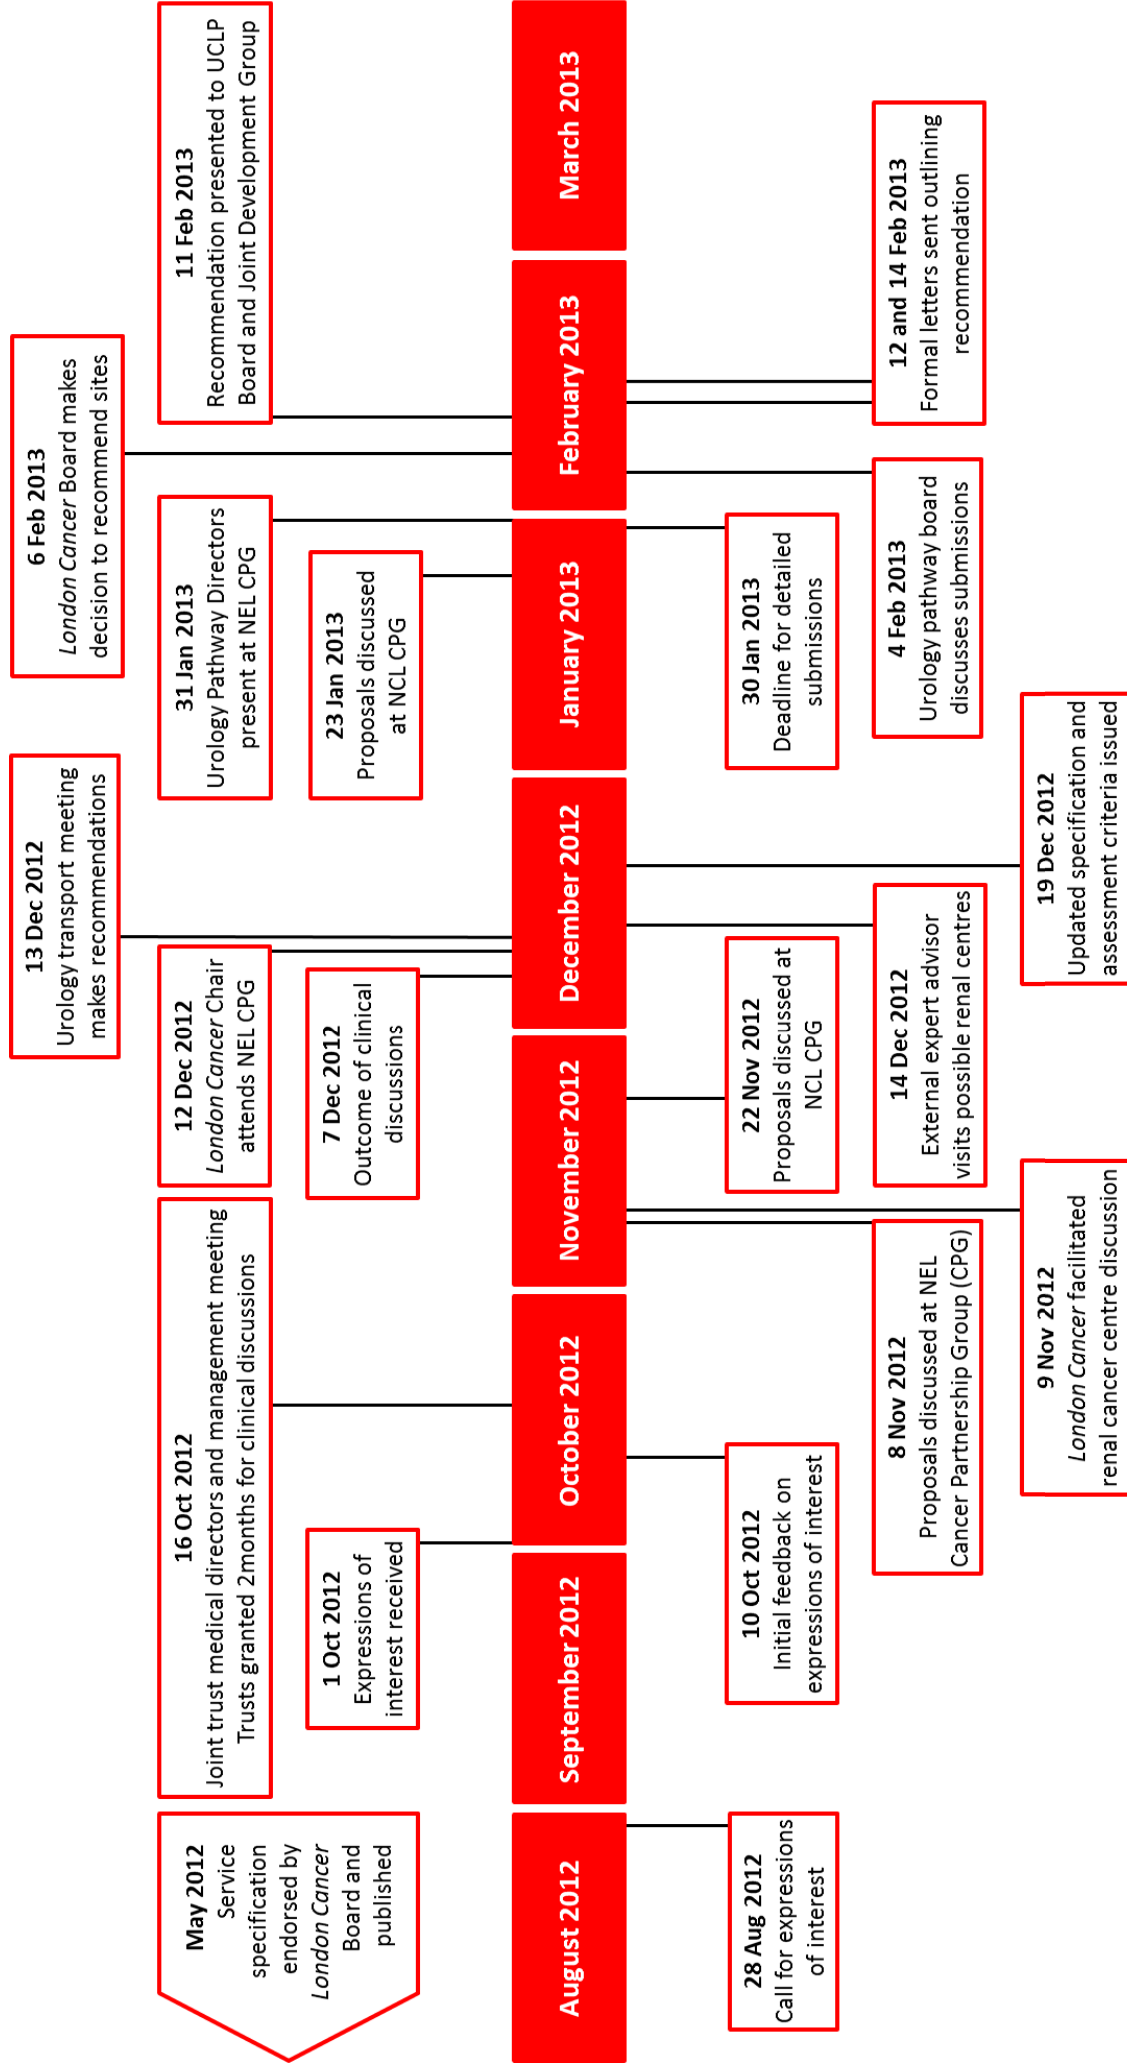 13 Dec 2012
Urology transport meeting
makes recommendations
6 Feb 2013
London Cancer Board makes
decision to recommend sites
May 2012
Service
specification
endorsed by
London Cancer
Board and
published
16 Oct 2012
Joint trust medical directors and management meeting
Trusts granted 2months for clinical discussions
12 Dec 2012
London Cancer Chair
attends NEL CPG
31 Jan 2013
Urology Pathway Directors
present at NEL CPG
11 Feb 2013
Recommendation presented to UCLP
Board and Joint Development Group
1 Oct 2012
Expressions of
interest received
7 Dec 2012
Outcome of clinical
discussions
23 Jan 2013
Proposals discussed
at NCL CPG
August 2012
September 2012
October 2012
November 2012
December 2012
January 2013
February 2013
March 2013
28 Aug 2012
Call for expressions
of interest
10 Oct 2012
Initial feedback on
expressions of interest
22 Nov 2012
Proposals discussed at
NCL CPG
30 Jan 2013
Deadline for detailed
submissions
8 Nov 2012
Proposals discussed at NEL
Cancer Partnership Group (CPG)
14 Dec 2012
External expert advisor
visits possible renal centres
4 Feb 2013
Urology pathway board
discusses submissions
12 and 14 Feb 2013
Formal letters sent outlining
recommendation
9 Nov 2012
London Cancer facilitated
renal cancer centre discussion
19 Dec 2012
Updated specification and
assessment criteria issued